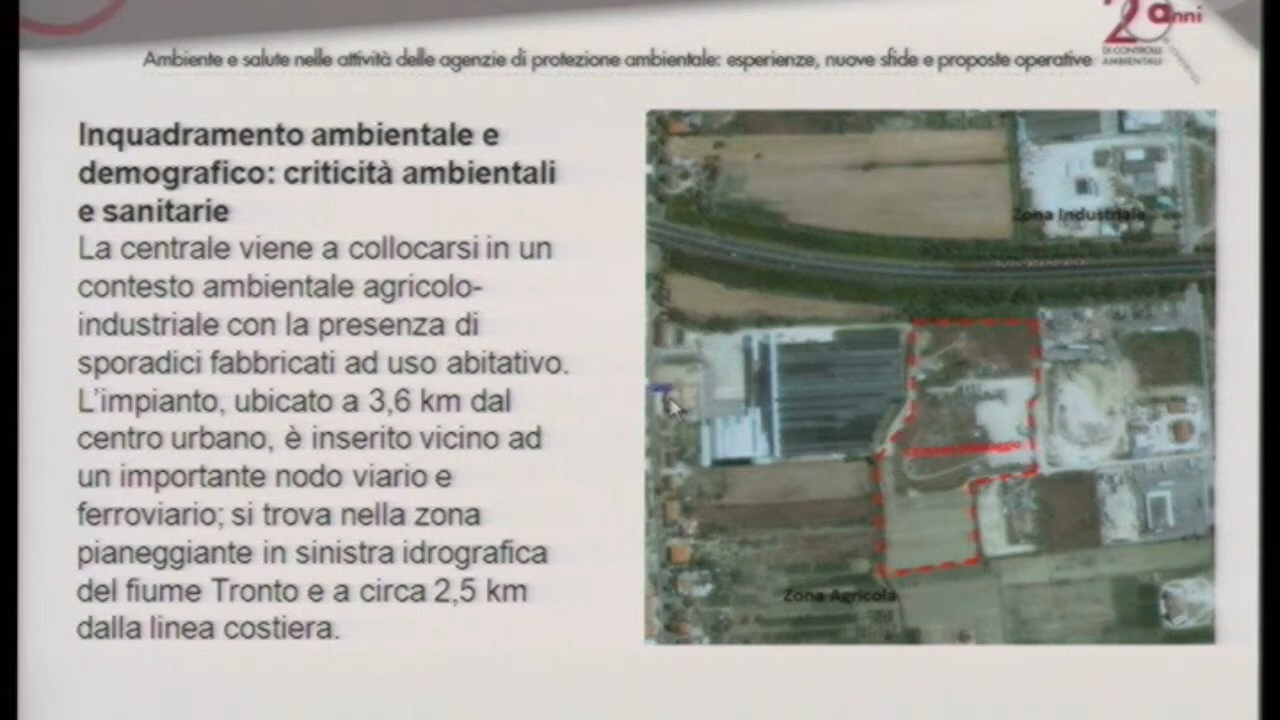 20 anni
DI CONTROLLI
AMBIENTALI
Ambiente e salute nelle attività delle agenzie di protezione ambientale: esperienze, nuove sfide e proposte operative
Inquadramento ambientale e
demografico: criticità ambientali
e sanitarie
La centrale viene a collocarsi in un
contesto ambientale agricolo-
industriale con la presenza di
sporadici fabbricati ad uso abitativo.
L'impianto, ubicato a 3,6 km dal
centro urbano, è inserito vicino ad
un importante nodo viario e
ferroviario; si trova nella zona
pianeggiante in sinistra idrografica
del fiume Tronto e a circa 2,5 km
dalla linea costiera.
Zona Industriale
Zona Agricola